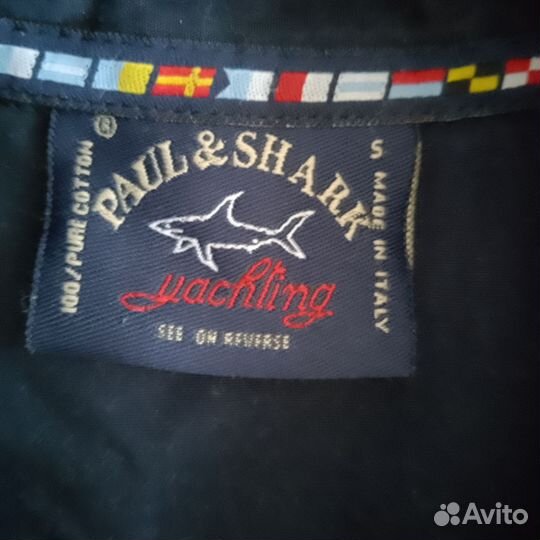 PAUL & SHARK ®
yachting
SEE ON REVERSE
100/PURE COTTON
S MADE IN ITALY
Avito